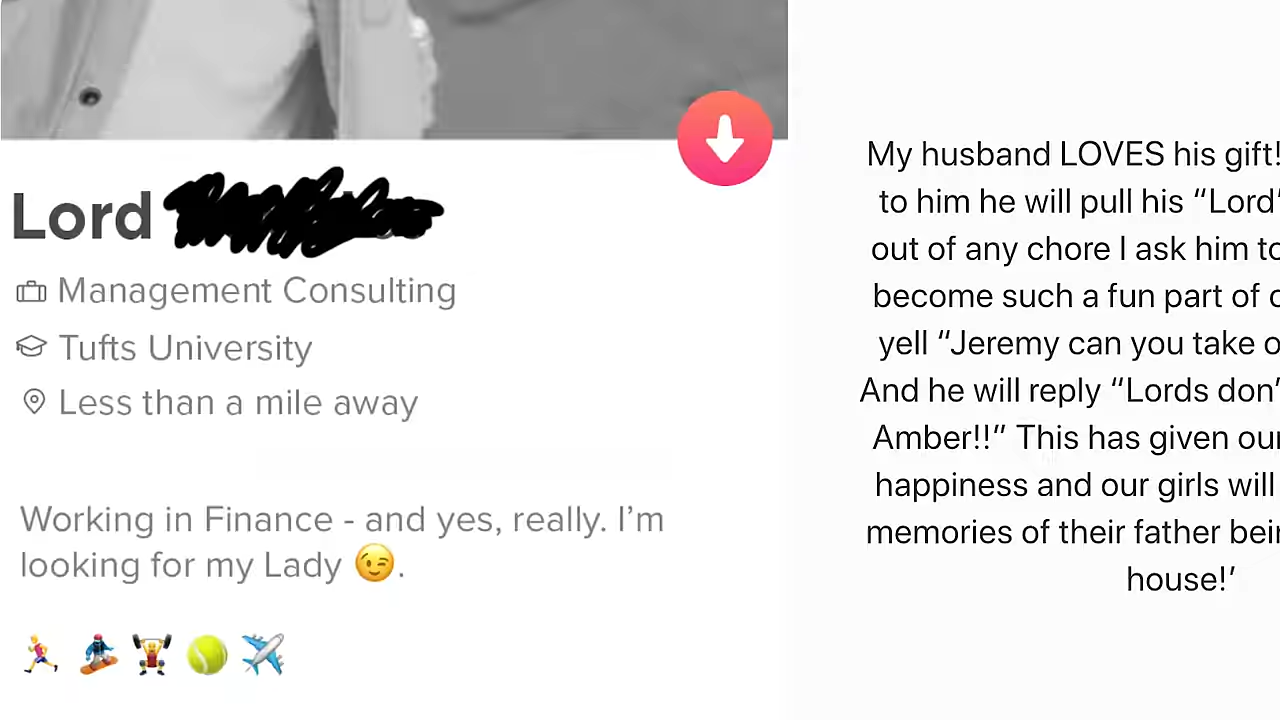 Lord
Management Consulting
Tufts University
Less than a mile away
Working in Finance - and yes, really. I’m
looking for my Lady 😉.
My husband LOVES his gift!
to him he will pull his “Lord”
out of any chore I ask him to
become such a fun part of
yell “Jeremy can you take
And he will reply “Lords don’
Amber!!” This has given our
happiness and our girls will
memories of their father
house!’